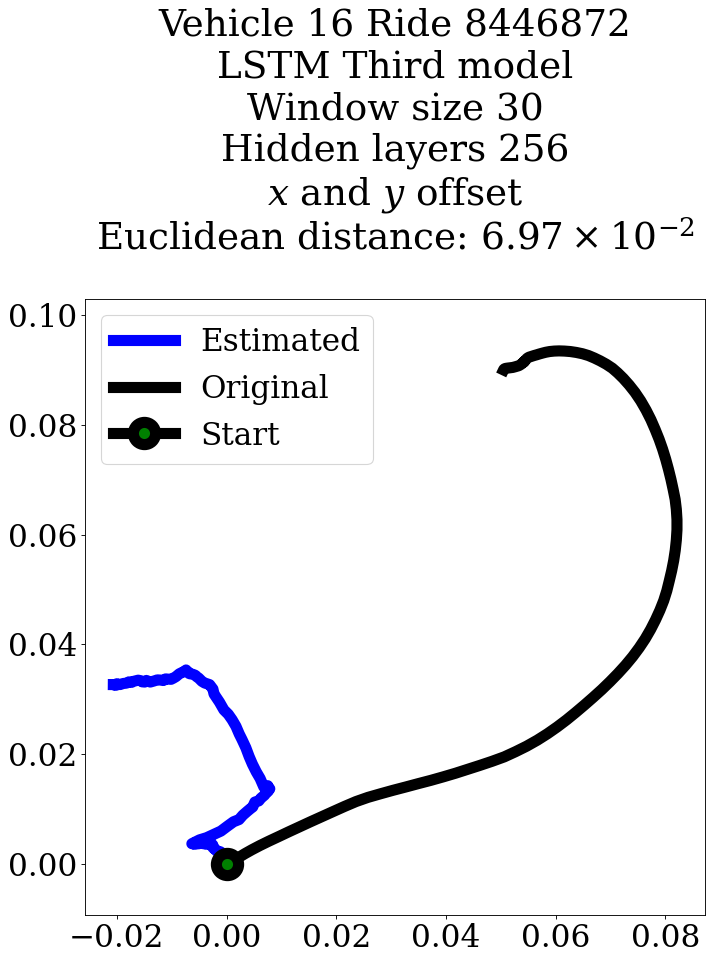 Vehicle 16 Ride 8446872
LSTM Third model
Window size 30
Hidden layers 256
x and y offset
Euclidean distance: 6.97 × 10⁻²
0.10
0.08
0.06
0.04
0.02
0.00
Estimated
Original
Start
−0.02 0.00 0.02 0.04 0.06 0.08